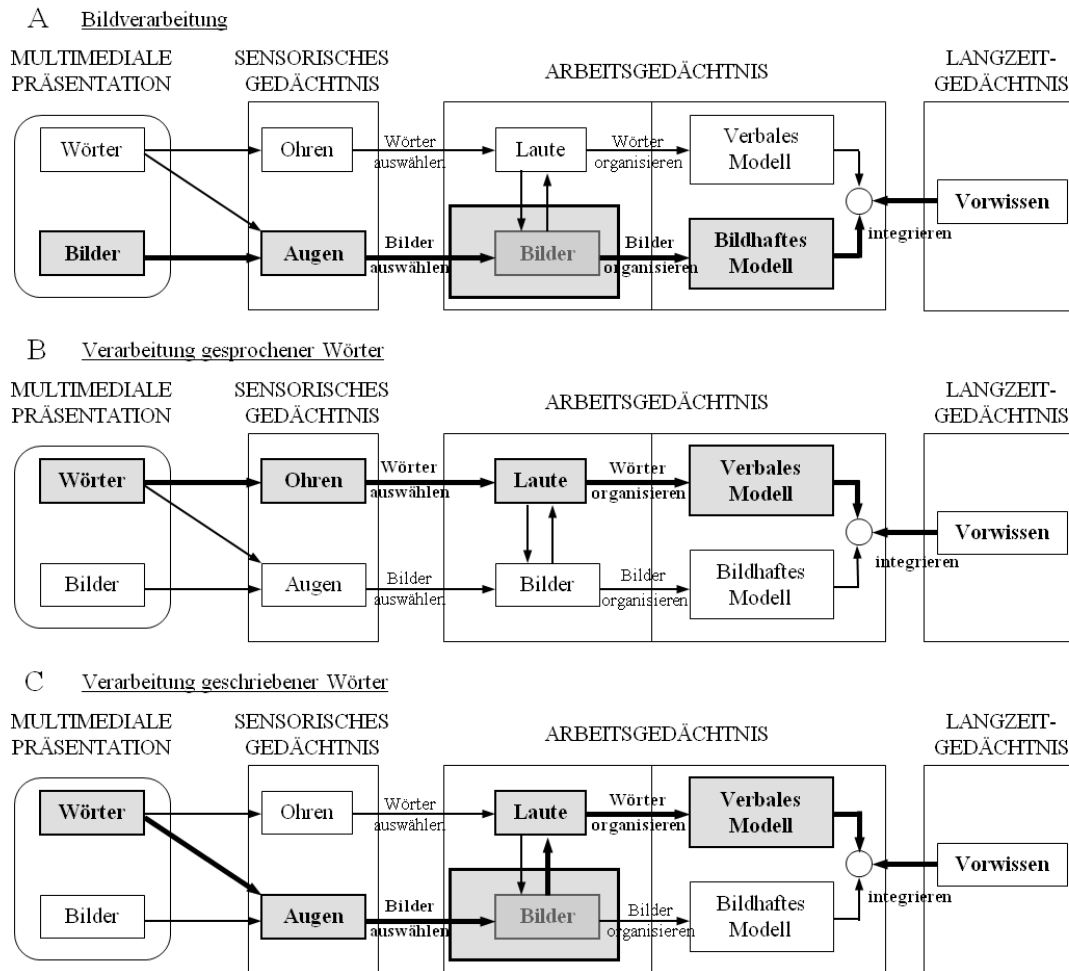 A Bildverarbeitung
MULTIMEDIALE PRÄSENTATION
SENSORISCHES GEDÄCHTNIS
ARBEITSGEDÄCHTNIS
LANGZEIT-GEDÄCHTNIS
Wörter
Ohren
Wörter auswählen
Laute
Wörter organisieren
Verbales Modell
Vorwissen
integrieren
Bilder
Augen
Bilder auswählen
Bilder
Bilder organisieren
Bildhaftes Modell
B Verarbeitung gesprochener Wörter
MULTIMEDIALE PRÄSENTATION
SENSORISCHES GEDÄCHTNIS
ARBEITSGEDÄCHTNIS
LANGZEIT-GEDÄCHTNIS
Wörter
Ohren
Wörter auswählen
Laute
Wörter organisieren
Verbales Modell
Vorwissen
integrieren
Bilder
Augen
Bilder auswählen
Bilder
Bilder organisieren
Bildhaftes Modell
C Verarbeitung geschriebener Wörter
MULTIMEDIALE PRÄSENTATION
SENSORISCHES GEDÄCHTNIS
ARBEITSGEDÄCHTNIS
LANGZEIT-GEDÄCHTNIS
Wörter
Ohren
Wörter auswählen
Laute
Wörter organisieren
Verbales Modell
Vorwissen
integrieren
Bilder
Augen
Bilder auswählen
Bilder
Bilder organisieren
Bildhaftes Modell